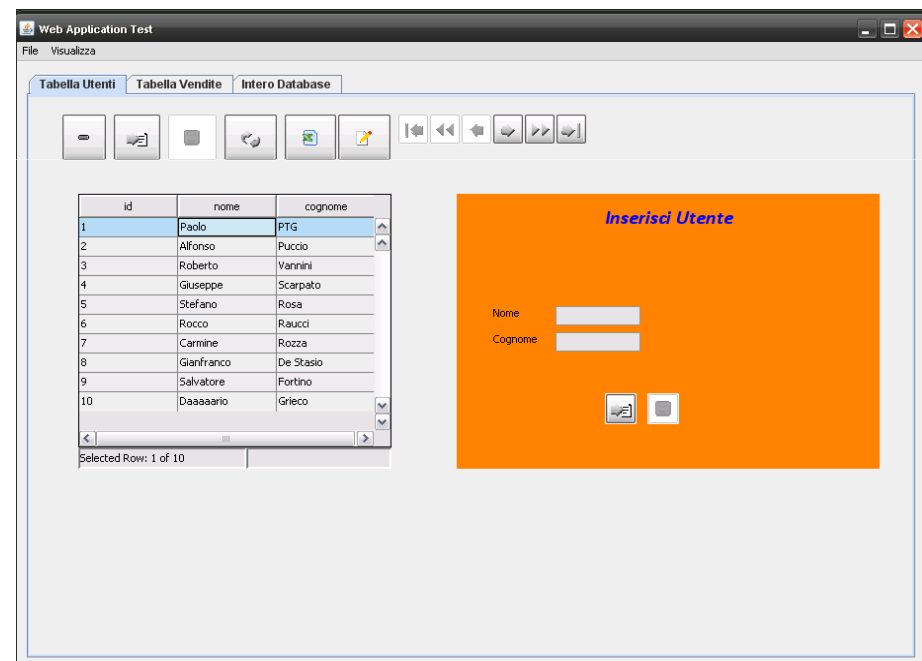 Web Application Test
File Visualizza
Tabella Utenti Tabella Vendite Intero Database
id nome cognome
1 Paolo PTG
2 Alfonso Puccio
3 Roberto Vannini
4 Giuseppe Scarpato
5 Stefano Rosa
6 Rocco Raucci
7 Carmine Rozza
8 Gianfranco De Stasio
9 Salvatore Fortino
10 Daaaaario Grieco
Selected Row: 1 of 10
Inserisci Utente
Nome
Cognome